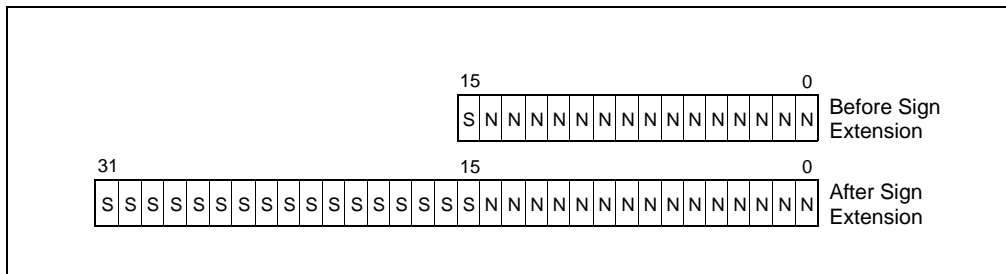 15 0
S N N N N N N N N N N N N N N N
Before Sign
Extension
31 15 0
S S S S S S S S S S S S S S S S S N N N N N N N N N N N N N N N
After Sign
Extension